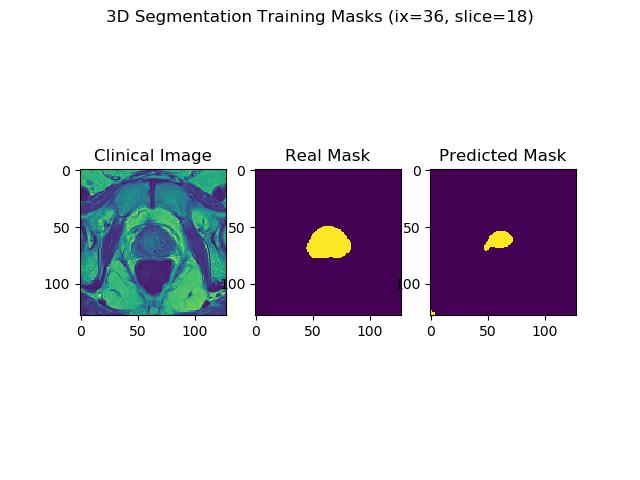 3D Segmentation Training Masks (ix=36, slice=18)
Clinical Image Real Mask Predicted Mask
0 0 0
50 50 50
100 100 100
0 50 100 0 50 100 0 50 100